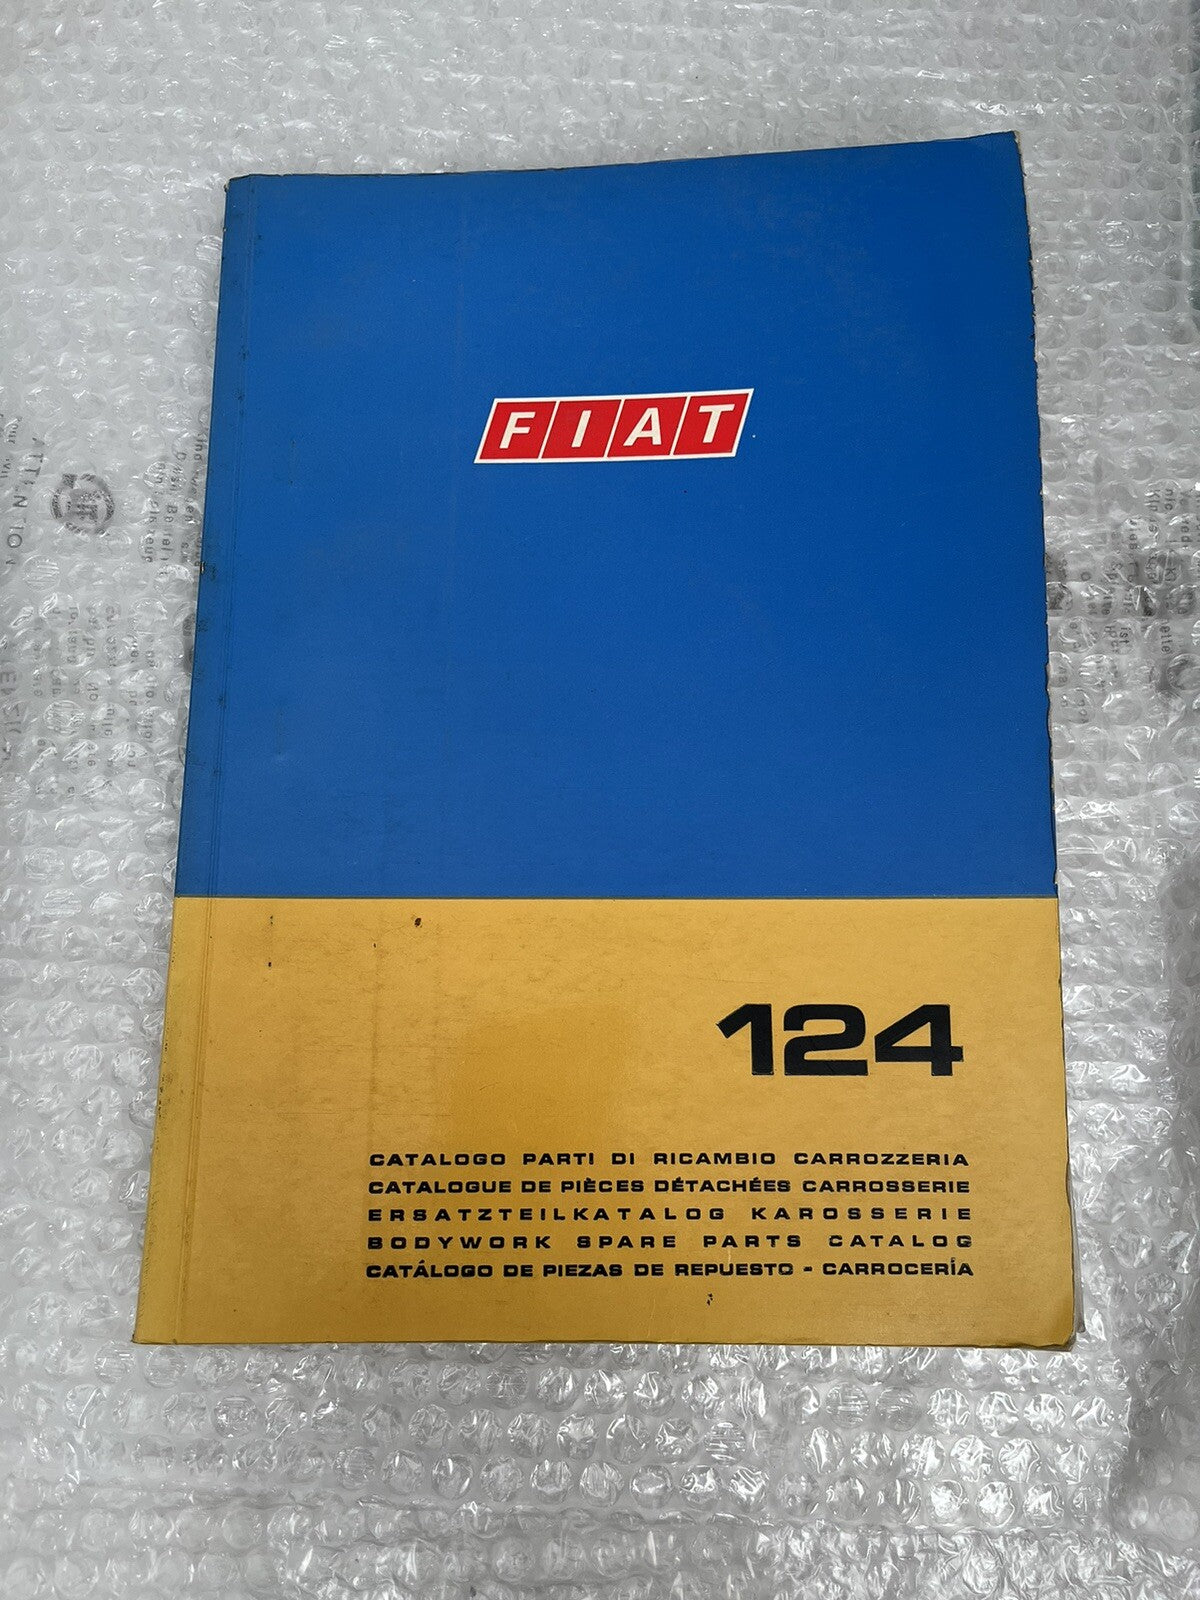 FIAT
124
CATALOGO PARTI DI RICAMBIO CARROZZERIA
CATALOGUE DE PIÈCES DÉTACHÉES CARROSSERIE
ERSATZTEILKATALOG KAROSSERIE
BODYWORK SPARE PARTS CATALOG
CATÁLOGO DE PIEZAS DE REPUESTO - CARROCERÍA